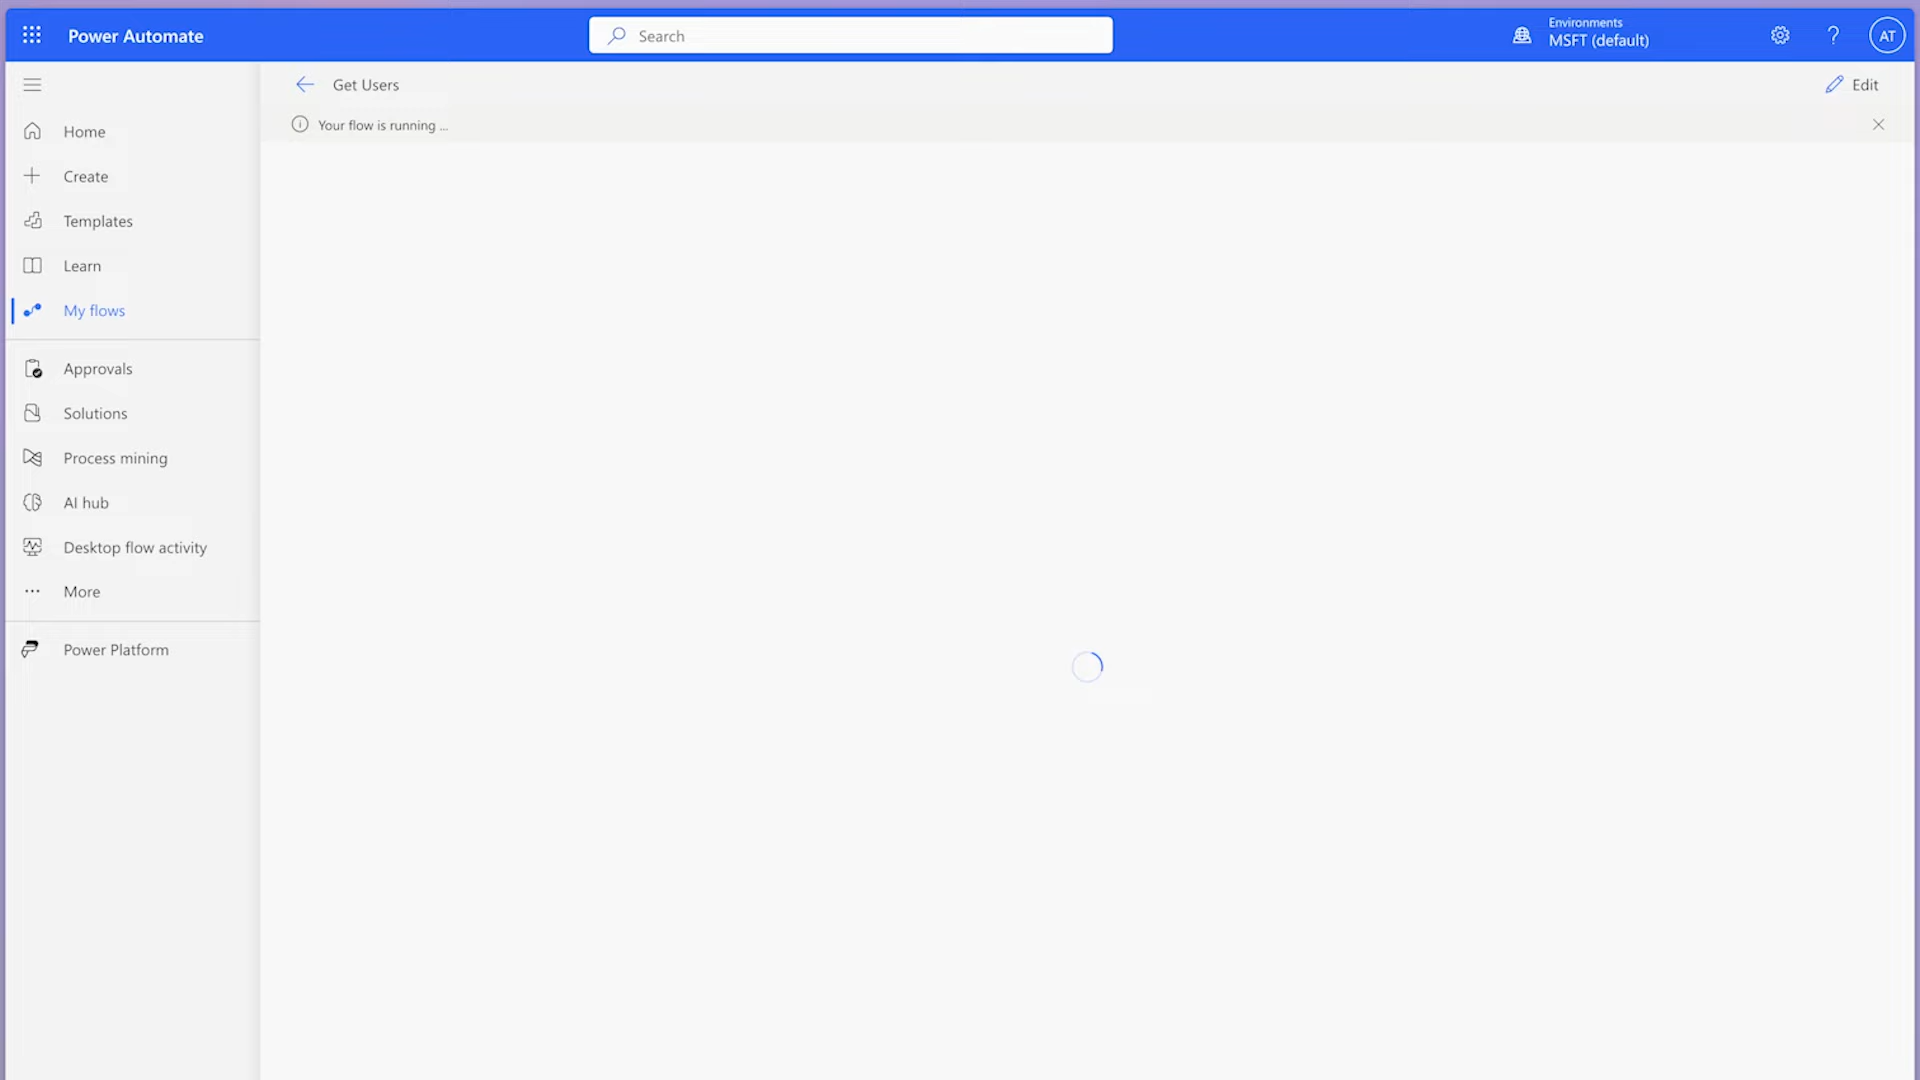 Power Automate
Search
Environments
MSFT (default)
?
AT
Get Users
Edit
Your flow is running ...
Home
Create
Templates
Learn
My flows
Approvals
Solutions
Process mining
AI hub
Desktop flow activity
More
Power Platform